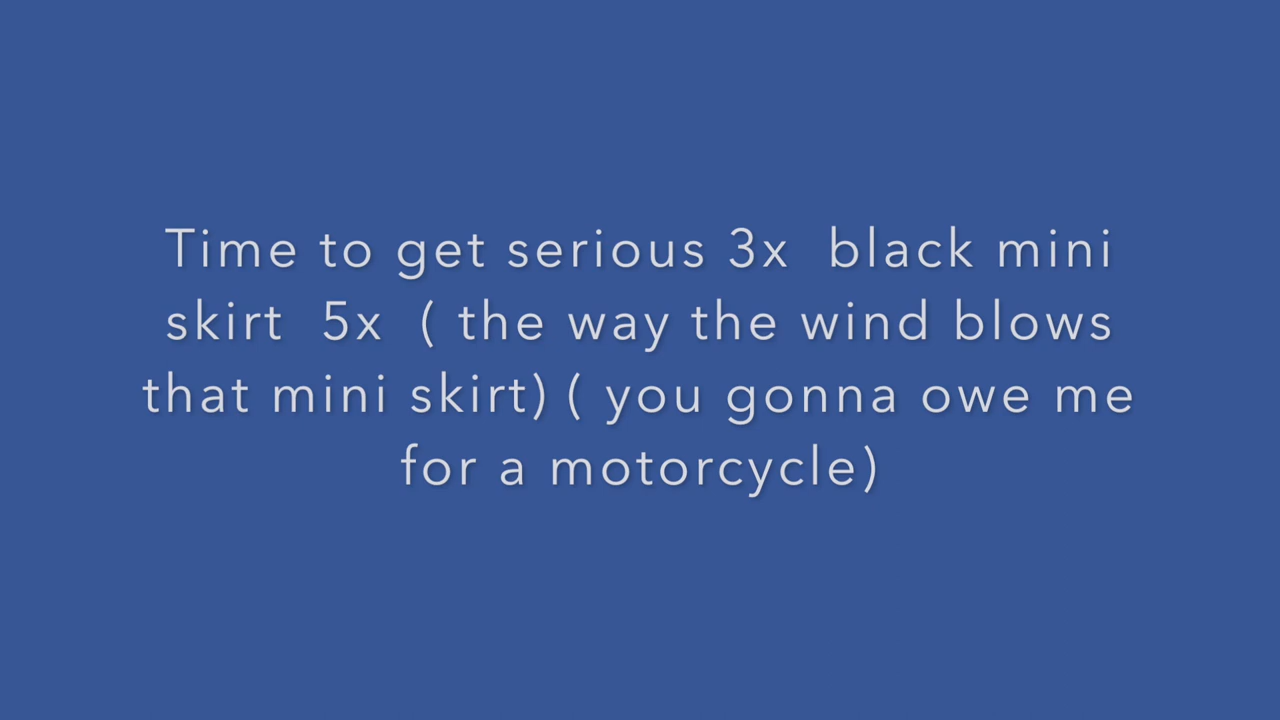 Time to get serious 3x  black mini
skirt  5x  ( the way the wind blows
that mini skirt) ( you gonna owe me
for a motorcycle)